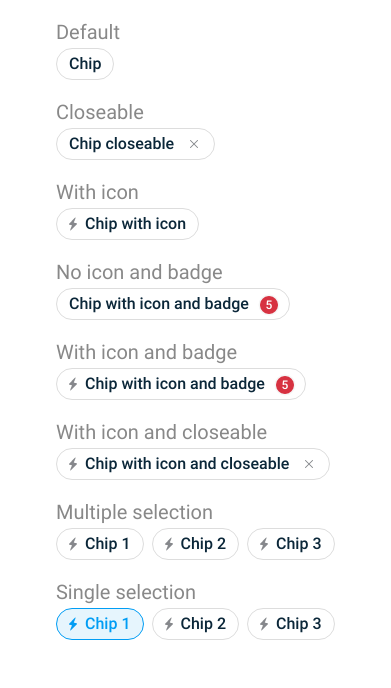 Default
Chip
Closeable
Chip closeable
With icon
Chip with icon
No icon and badge
Chip with icon and badge 5
With icon and badge
Chip with icon and badge 5
With icon and closeable
Chip with icon and closeable
Multiple selection
Chip 1 Chip 2 Chip 3
Single selection
Chip 1 Chip 2 Chip 3